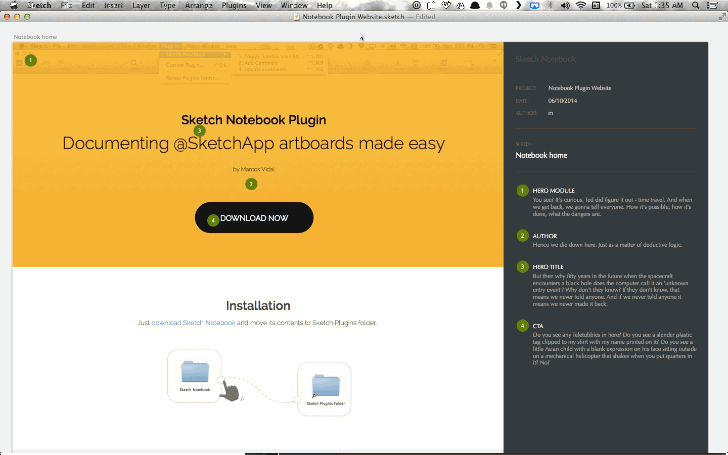 Sketch File Edit Insert Layer Type Arrange Plugins View Window Help
100%
Sat 1:35 AM
Notebook Plugin Website.sketch — Edited
Notebook home
1
Sketch Notebook Plugin
3
Documenting @SketchApp artboards made easy
by Marcos Vidal
2
4
DOWNLOAD NOW
Installation
Just download Sketch Notebook and move its contents to Sketch Plugins folder.
Sketch Notebook
Sketch Plugins Folder
Sketch Notebook
PROJECT: Notebook Plugin Website
DATE: 06/10/2014
AUTHOR: m
Notebook home
1 HERO MODULE
You see? It's curious. Ted did figure it out - time travel. And when
we get back, we gonna tell everyone. How it's possible, how it's
done, what the dangers are.
2 AUTHOR
Hence we die down here. Just as a matter of deductive logic.
3 HERO TITLE
But then why fifty years in the future when the spacecraft
encounters a black hole does the computer call it an 'unknown
entry event'? Why don't they know? If they don't know, that
means we never told anyone. And if we never told anyone it
means we never made it back.
4 CTA
Do you see any Teletubbies in here? Do you see a slender plastic
tag clipped to my shirt with my name printed on it? Do you see a
little Asian child with a blank expression on his face sitting outside
on a mechanical helicopter that shakes when you put quarters in
it? No?